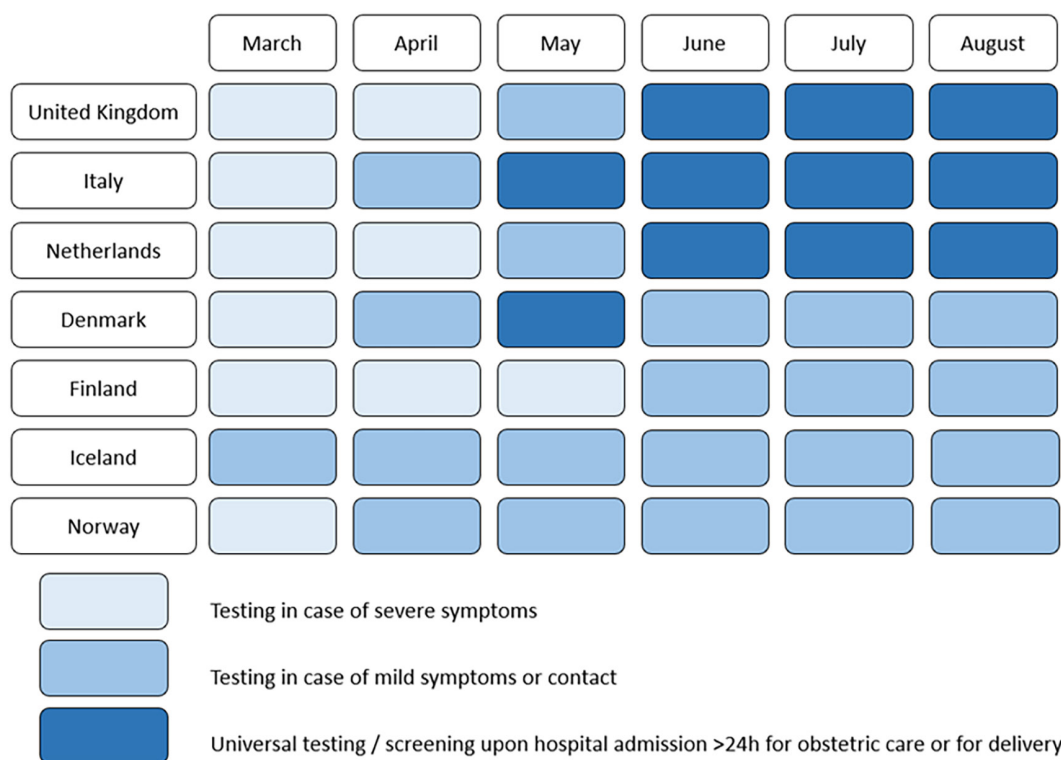 March April May June July August
United Kingdom
Italy
Netherlands
Denmark
Finland
Iceland
Norway
Testing in case of severe symptoms
Testing in case of mild symptoms or contact
Universal testing / screening upon hospital admission >24h for obstetric care or for delivery